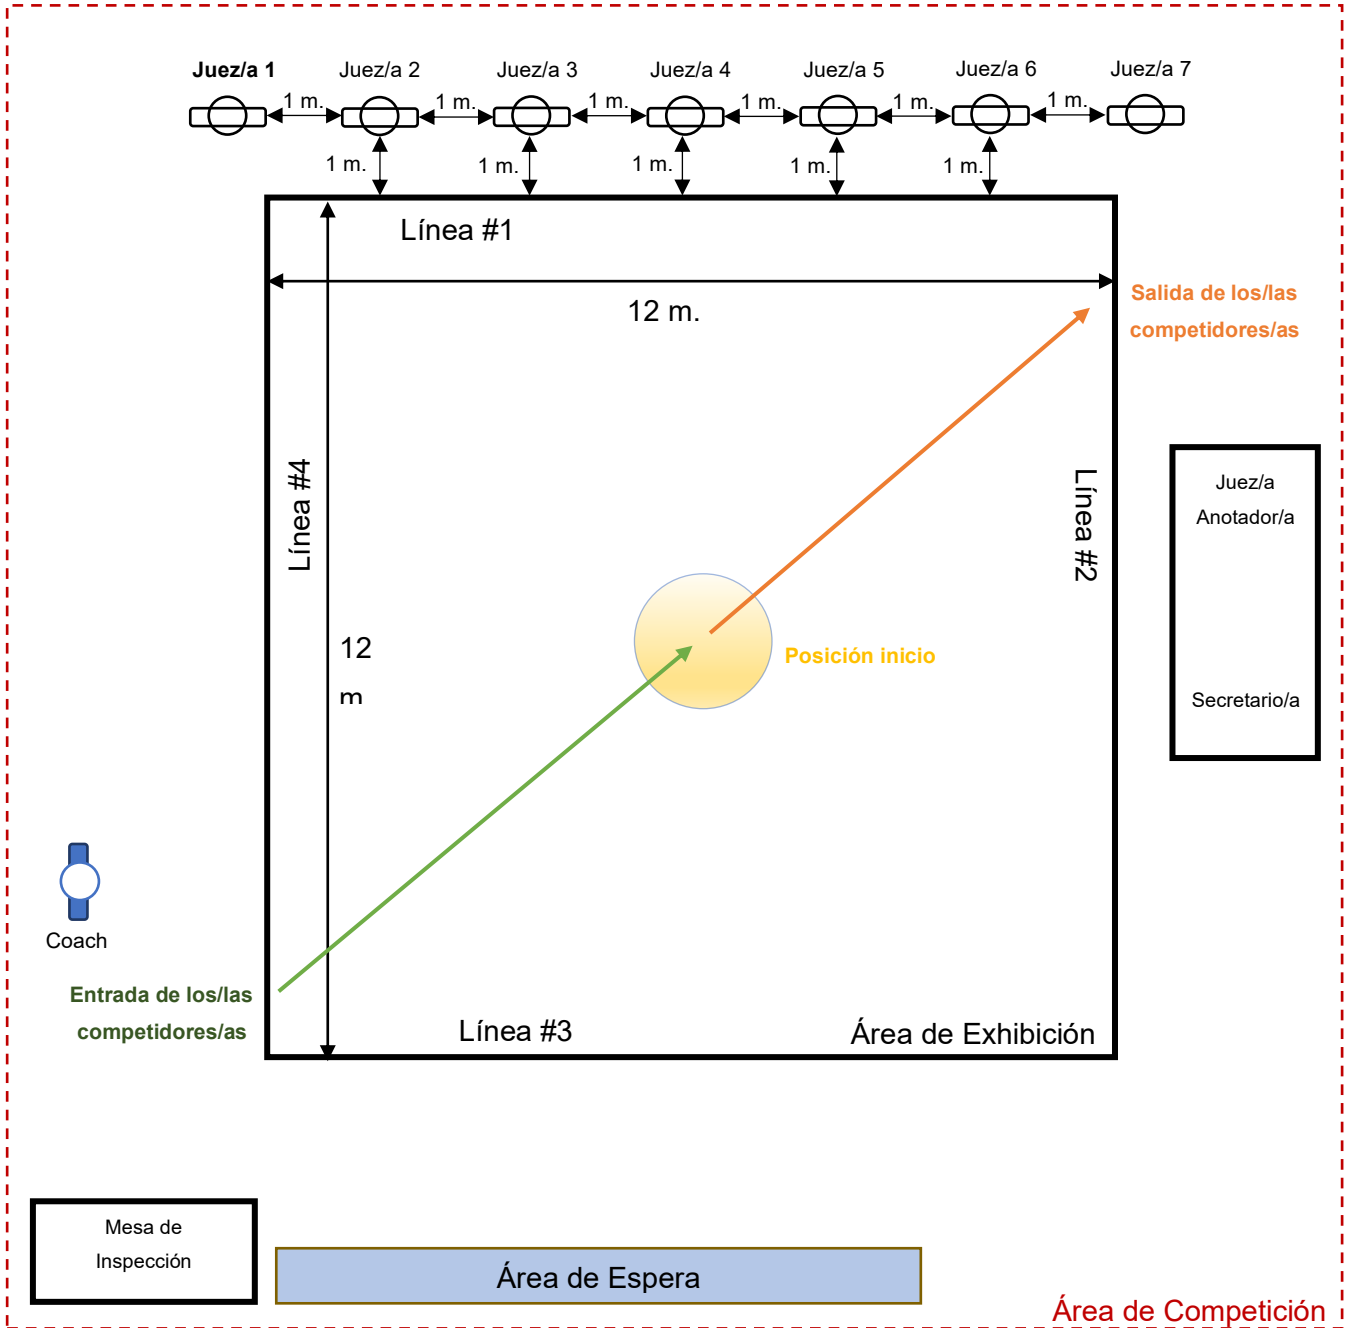 Juez/a 1
Juez/a 2
Juez/a 3
Juez/a 4
Juez/a 5
Juez/a 6
Juez/a 7
1 m.
1 m.
1 m.
1 m.
1 m.
1 m.
1 m.
1 m.
1 m.
1 m.
1 m.
Línea #1
12 m.
Salida de los/las
competidores/as
Línea #4
Línea #2
Juez/a
Anotador/a
12
m
Posición inicio
Secretario/a
Coach
Entrada de los/las
competidores/as
Línea #3
Área de Exhibición
Mesa de
Inspección
Área de Espera
Área de Competición